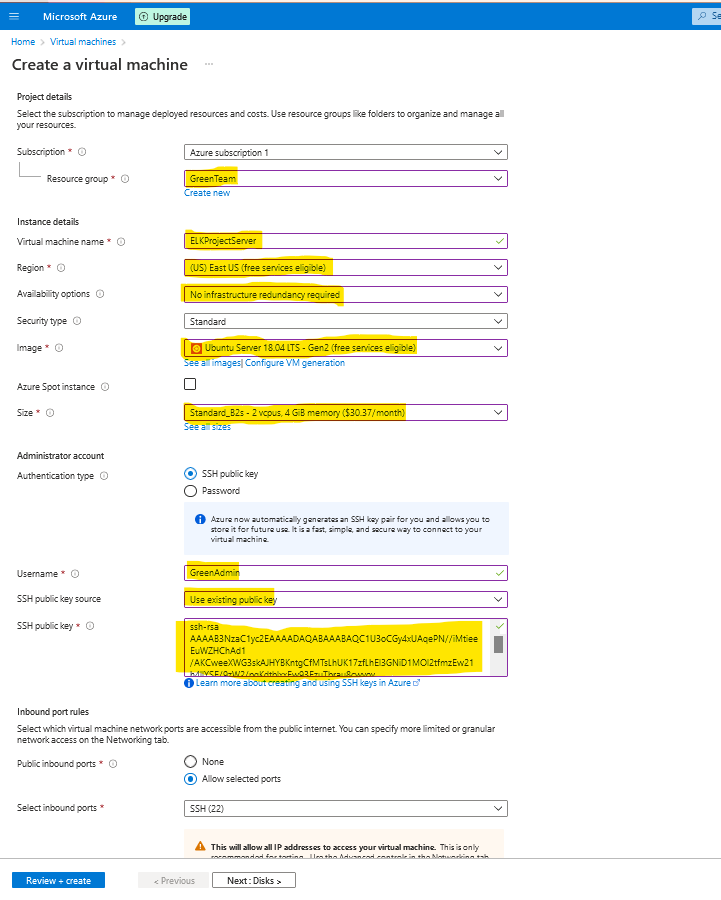 Microsoft Azure
Upgrade
Se
Home > Virtual machines >
Create a virtual machine ...
Project details
Select the subscription to manage deployed resources and costs. Use resource groups like folders to organize and manage all
your resources.
Subscription *
Azure subscription 1
Resource group *
GreenTeam
Create new
Instance details
Virtual machine name *
ELKProjectServer
Region *
(US) East US (free services eligible)
Availability options
No infrastructure redundancy required
Security type
Standard
Image *
Ubuntu Server 18.04 LTS - Gen2 (free services eligible)
See all images| Configure VM generation
Azure Spot instance
Size *
Standard_B2s - 2 vcpus, 4 GiB memory ($30.37/month)
See all sizes
Administrator account
Authentication type
SSH public key
Password
Azure now automatically generates an SSH key pair for you and allows you to
store it for future use. It is a fast, simple, and secure way to connect to your
virtual machine.
Username *
GreenAdmin
SSH public key source
Use existing public key
SSH public key *
ssh-rsa
AAAAB3NzaC1yc2EAAAADAQABAAABAQC1U3oCGy4xUAqePN//iMtiee
EuWZHChAd1
Learn more about creating and using SSH keys in Azure
Inbound port rules
Select which virtual machine network ports are accessible from the public internet. You can specify more limited or granular
network access on the Networking tab.
Public inbound ports *
None
Allow selected ports
Select inbound ports *
SSH (22)
This will allow all IP addresses to access your virtual machine. This is only
recommended for testing. Use the Advanced controls in the Networking tab
Review + create
< Previous
Next : Disks >